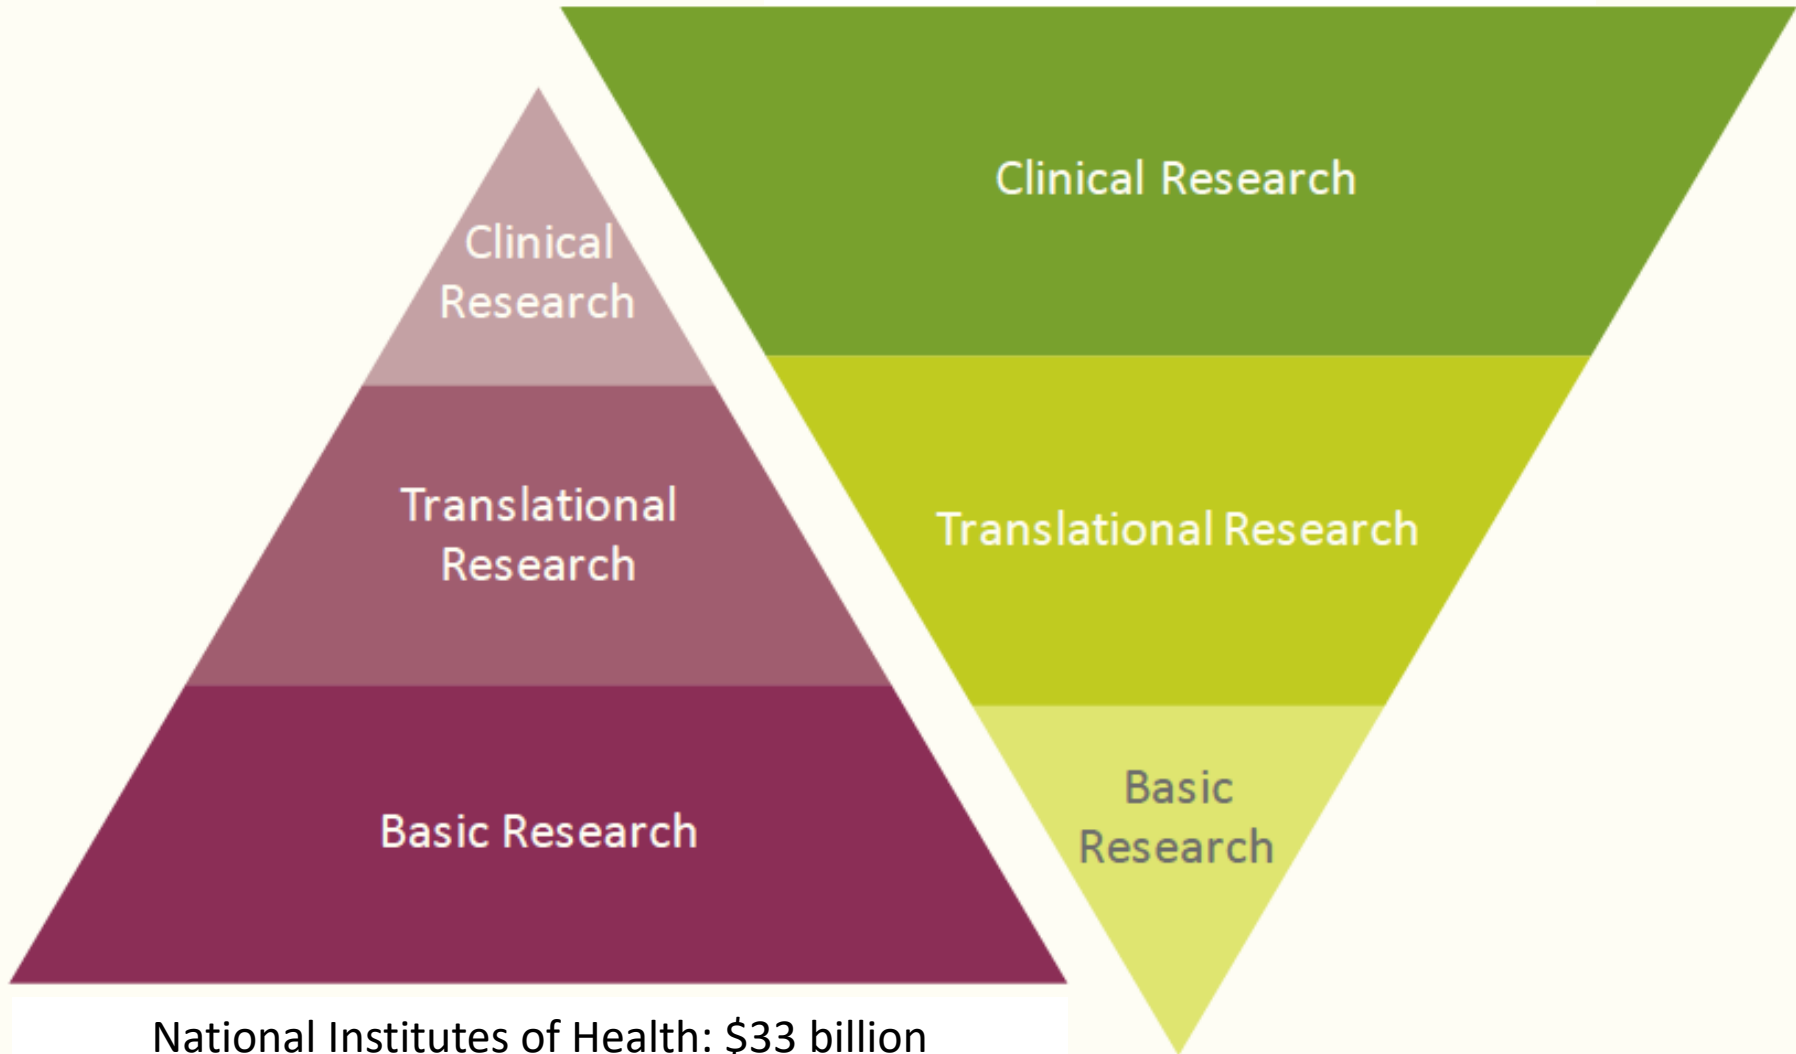 Clinical
Research
Translational
Research
Basic Research
National Institutes of Health: $33 billion
Clinical Research
Translational Research
Basic
Research